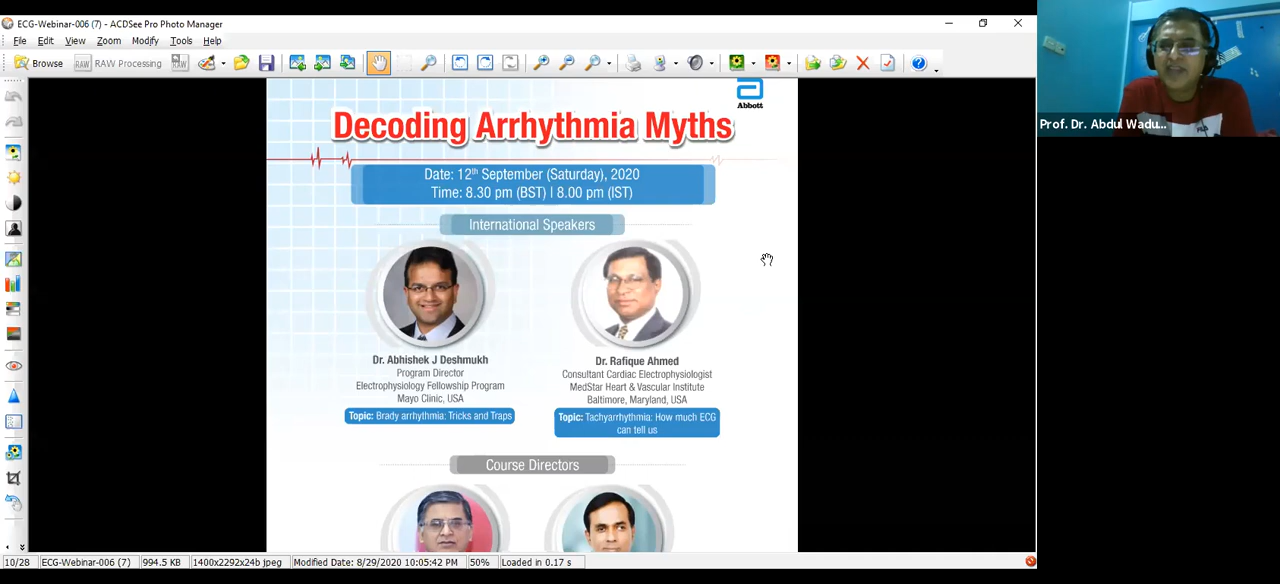 ECG-Webinar-006 (7) - ACDSee Pro Photo Manager
File Edit View Zoom Modify Tools Help
Browse RAW RAW Processing RAW
Abbott
Decoding Arrhythmia Myths
Date: 12th September (Saturday), 2020
Time: 8.30 pm (BST) | 8.00 pm (IST)
International Speakers
Dr. Abhishek J Deshmukh
Program Director
Electrophysiology Fellowship Program
Mayo Clinic, USA
Topic: Brady arrhythmia: Tricks and Traps
Dr. Rafique Ahmed
Consultant Cardiac Electrophysiologist
MedStar Heart & Vascular Institute
Baltimore, Maryland, USA
Topic: Tachyarrhythmia: How much ECG
can tell us
Course Directors
10/28 ECG-Webinar-006 (7) 994.5 KB 1400x2292x24b jpeg Modified Date: 8/29/2020 10:05:42 PM 50% Loaded in 0.17 s
Prof. Dr. Abdul Wadu...
FILA